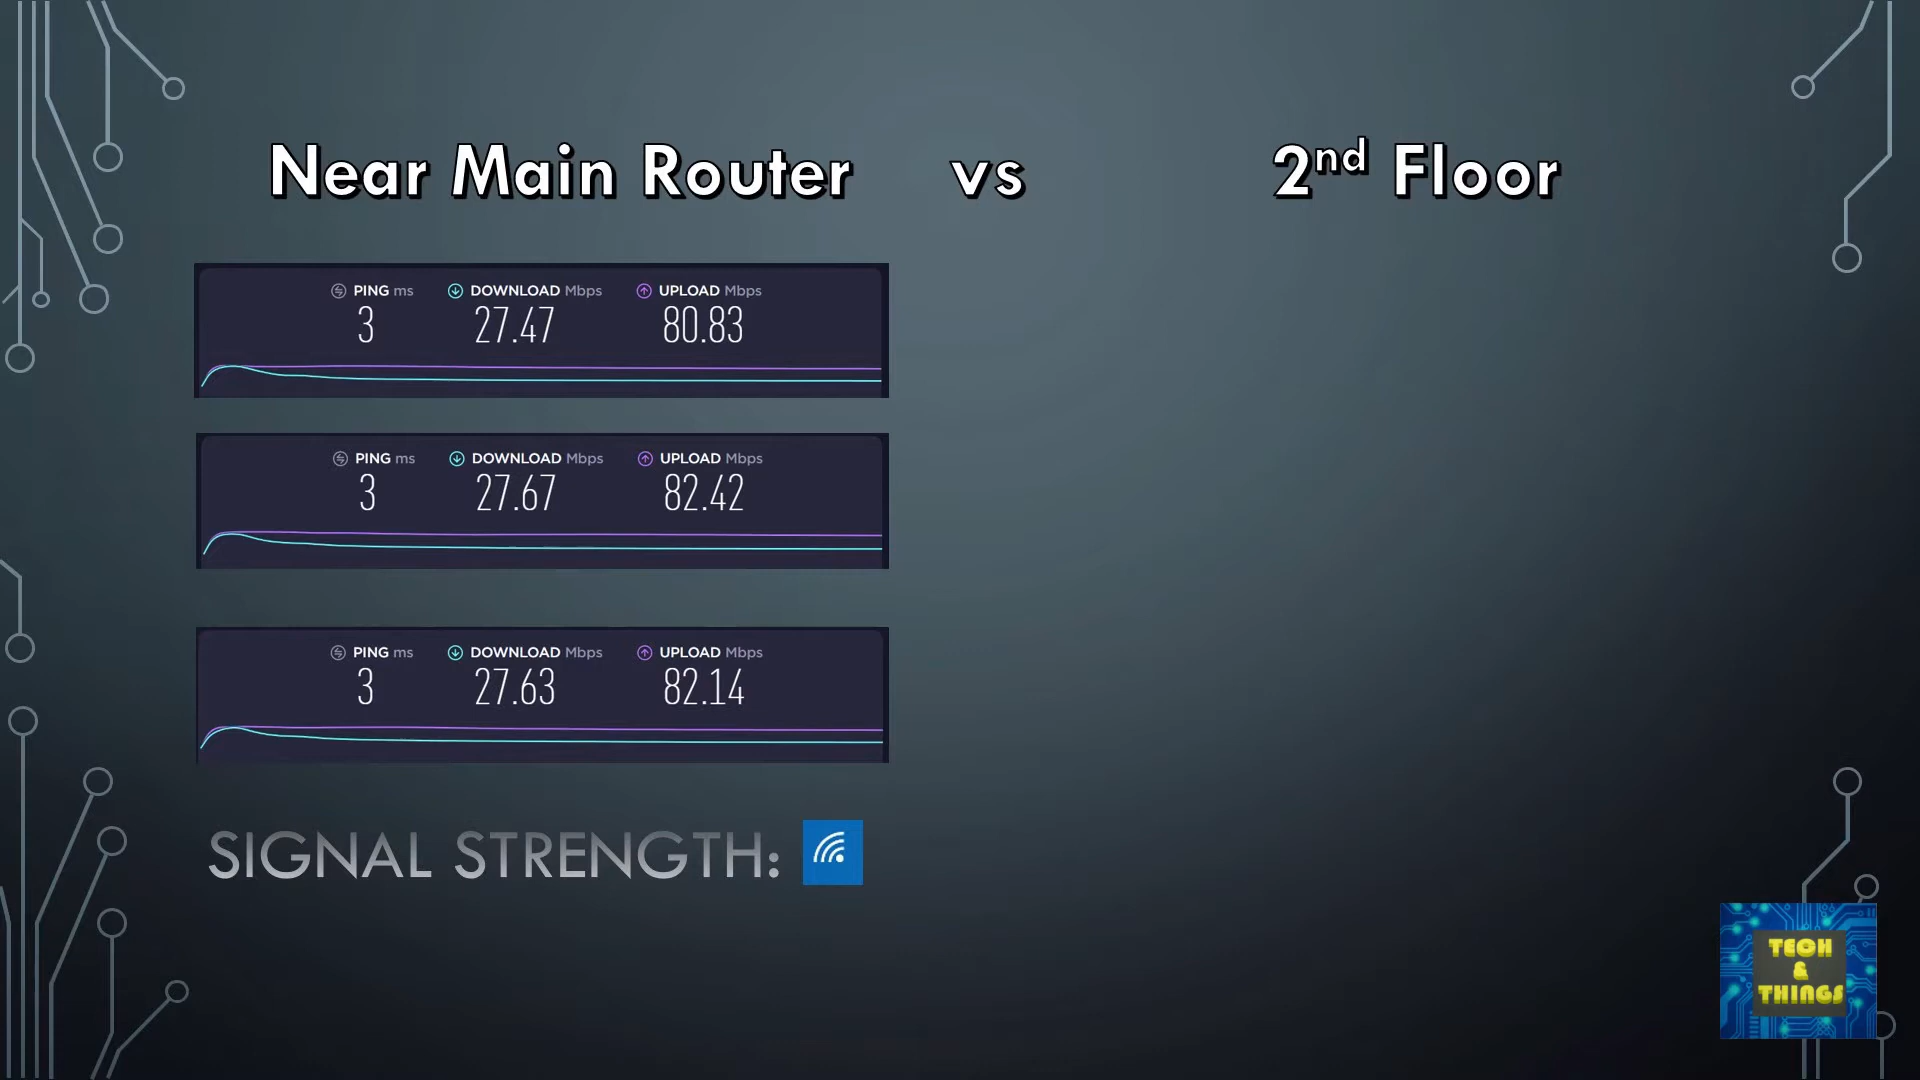 Near Main Router vs 2nd Floor
PING ms DOWNLOAD Mbps UPLOAD Mbps
3 27.47 80.83
PING ms DOWNLOAD Mbps UPLOAD Mbps
3 27.67 82.42
PING ms DOWNLOAD Mbps UPLOAD Mbps
3 27.63 82.14
SIGNAL STRENGTH:
TECH
&
THINGS